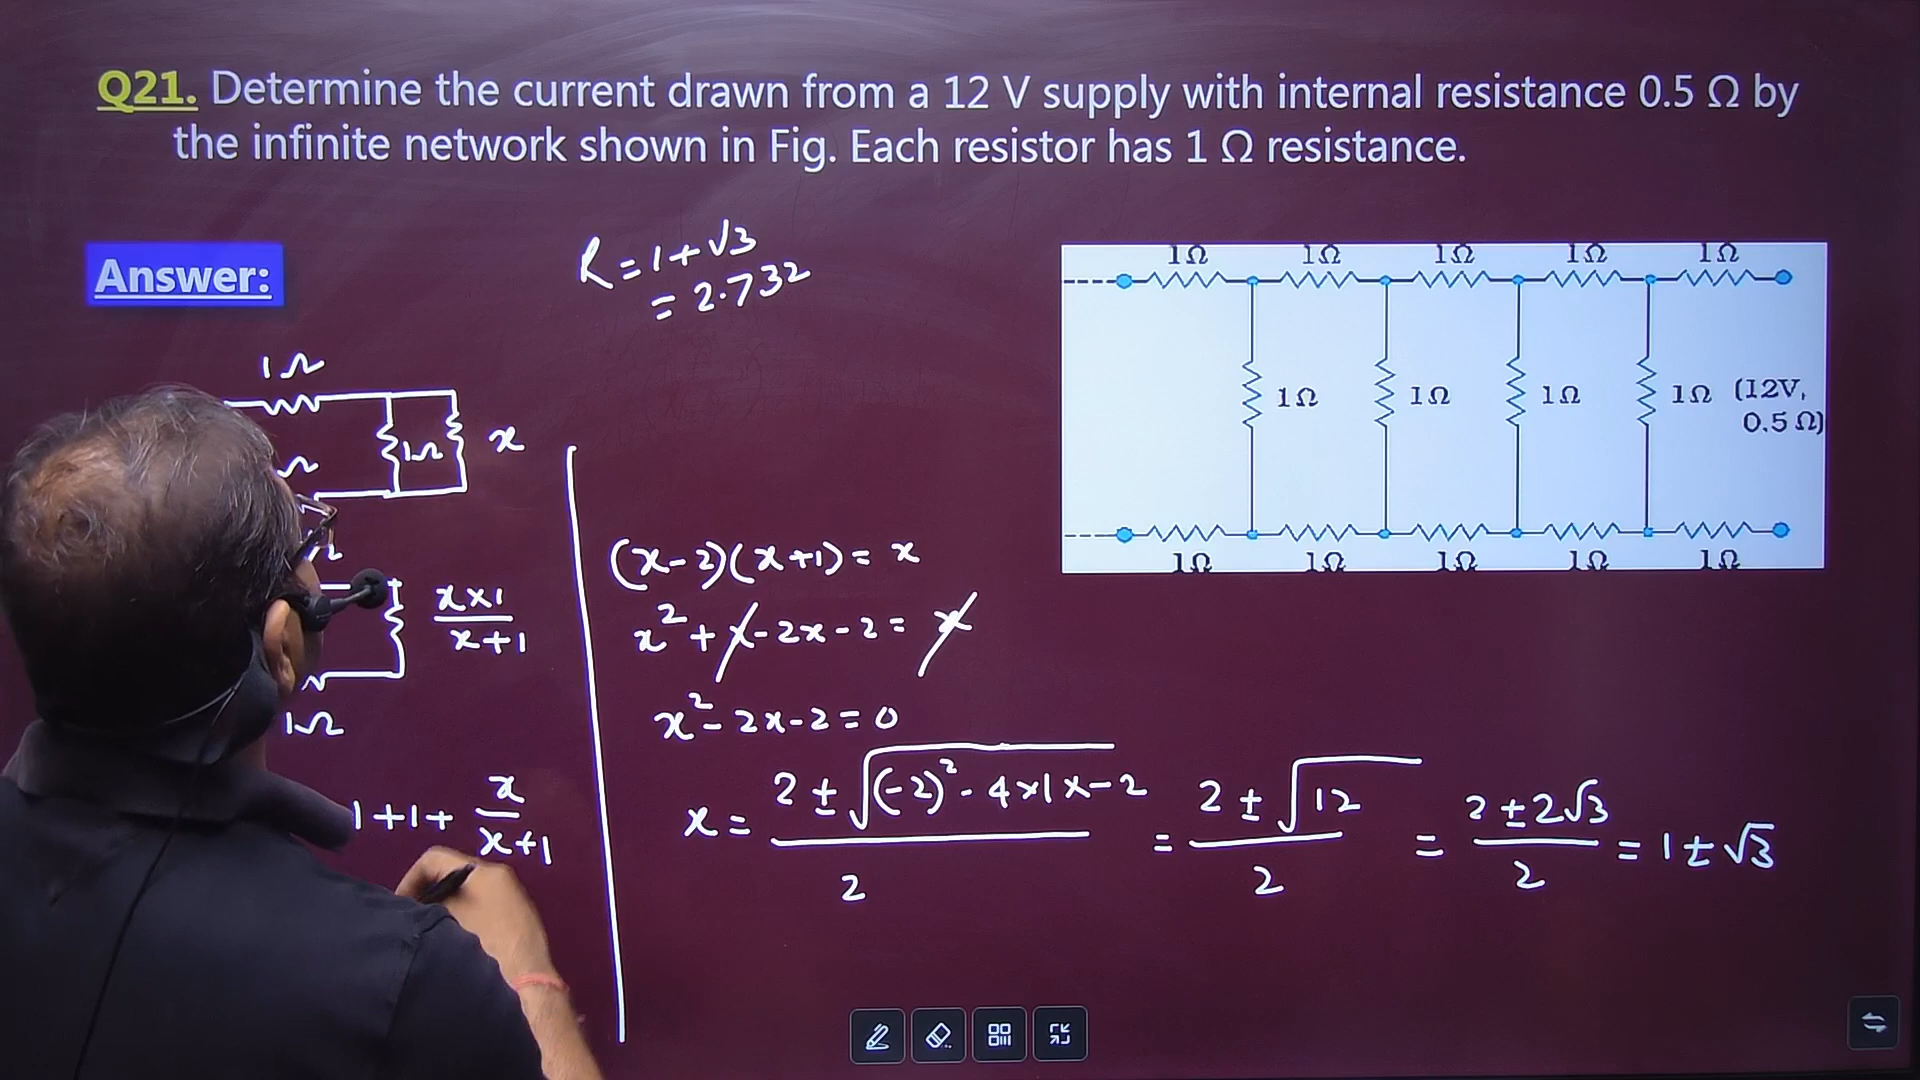 Q21. Determine the current drawn from a 12 V supply with internal resistance 0.5 Ω by
the infinite network shown in Fig. Each resistor has 1 Ω resistance.
Answer:
R = 1+√3
= 2.732
1Ω 1Ω 1Ω 1Ω 1Ω
1Ω 1Ω 1Ω 1Ω (12V,
0.5 Ω)
1Ω 1Ω 1Ω 1Ω 1Ω
1Ω
1Ω x
x×1
x+1
1Ω
1+1+ x
x+1
(x-2)(x+1) = x
x² + x - 2x - 2 = x
x² - 2x - 2 = 0
x = 2 ± √(-2)² - 4×1×-2 / 2 = 2 ± √12 / 2 = 2 ± 2√3 / 2 = 1 ± √3